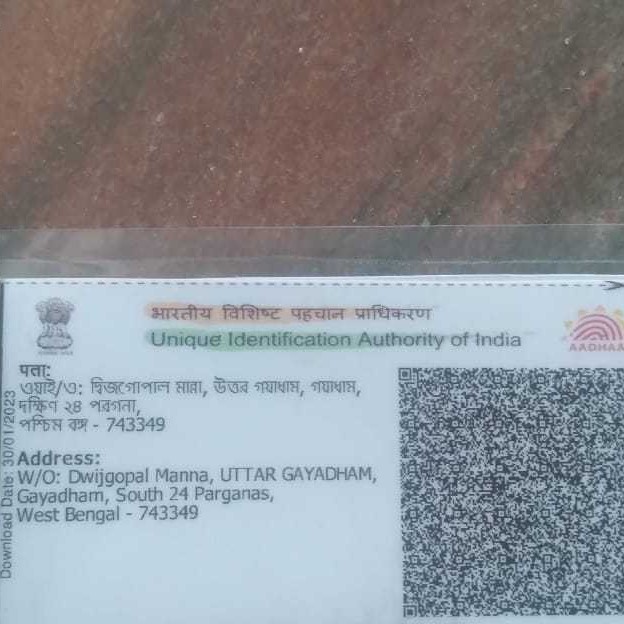 भारतीय विशिष्ट पहचान प्राधिकरण
Unique Identification Authority of India
AADHAA
पता:
ওয়াই/ও: দ্বিজগোপাল মান্না, উত্তর গয়াধাম, গয়াধাম,
দক্ষিণ ২৪ পরগনা,
পশ্চিম বঙ্গ - 743349
Address:
W/O: Dwijgopal Manna, UTTAR GAYADHAM,
Gayadham, South 24 Parganas,
West Bengal - 743349
Download Date: 30/01/2023